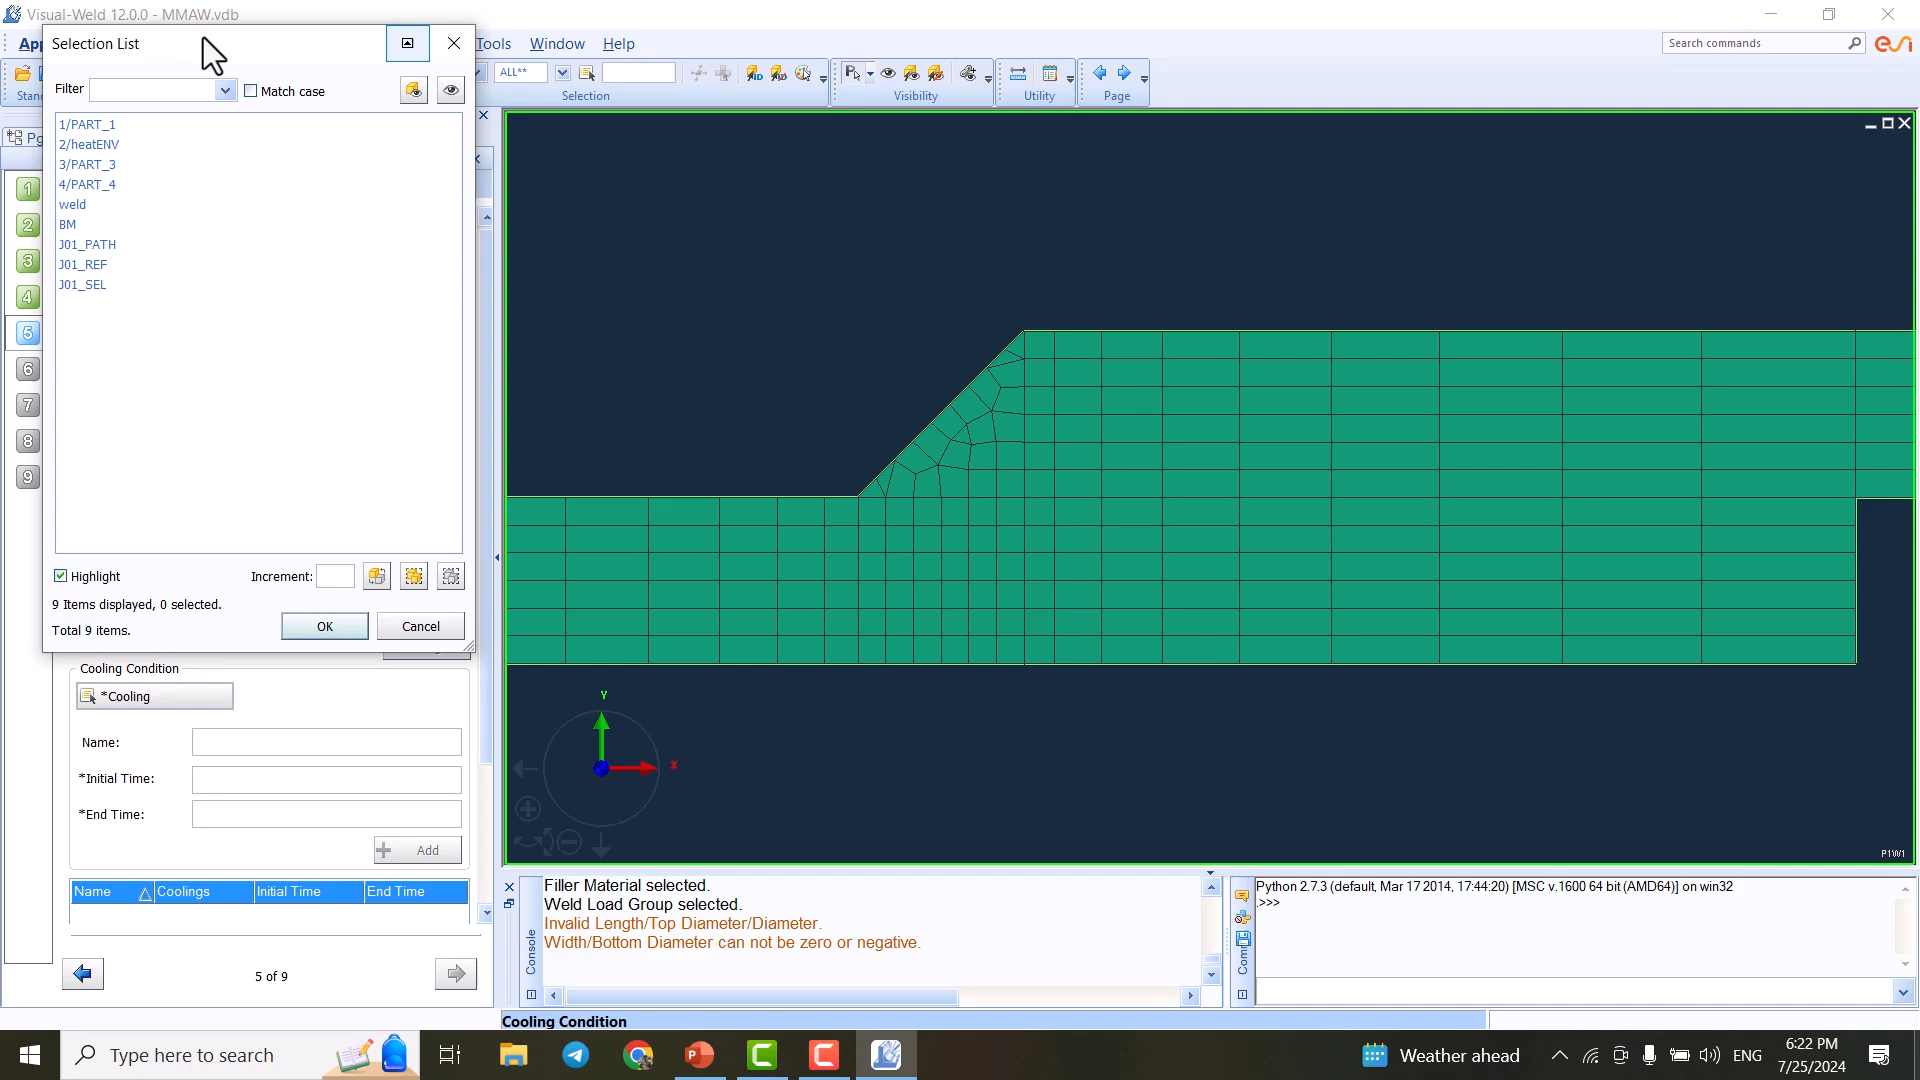 Visual-Weld 12.0.0 - MMAW.vdb
Selection List
App
Tools
Window
Help
Search commands
esi
Filter
Match case
ALL**
Stan
Selection
Visibility
Utility
Page
1/PART_1
2/heatENV
3/PART_3
4/PART_4
weld
BM
J01_PATH
J01_REF
J01_SEL
1
2
3
4
5
6
7
8
9
Highlight
Increment:
9 Items displayed, 0 selected.
Total 9 items.
OK
Cancel
Cooling Condition
*Cooling
Name:
*Initial Time:
*End Time:
Add
Name
Coolings
Initial Time
End Time
5 of 9
Y
X
P1W1
Console
Filler Material selected.
Weld Load Group selected.
Invalid Length/Top Diameter/Diameter.
Width/Bottom Diameter can not be zero or negative.
Python 2.7.3 (default, Mar 17 2014, 17:44:20) [MSC v.1600 64 bit (AMD64)] on win32
.>>>
Cooling Condition
Type here to search
Weather ahead
ENG
6:22 PM
7/25/2024